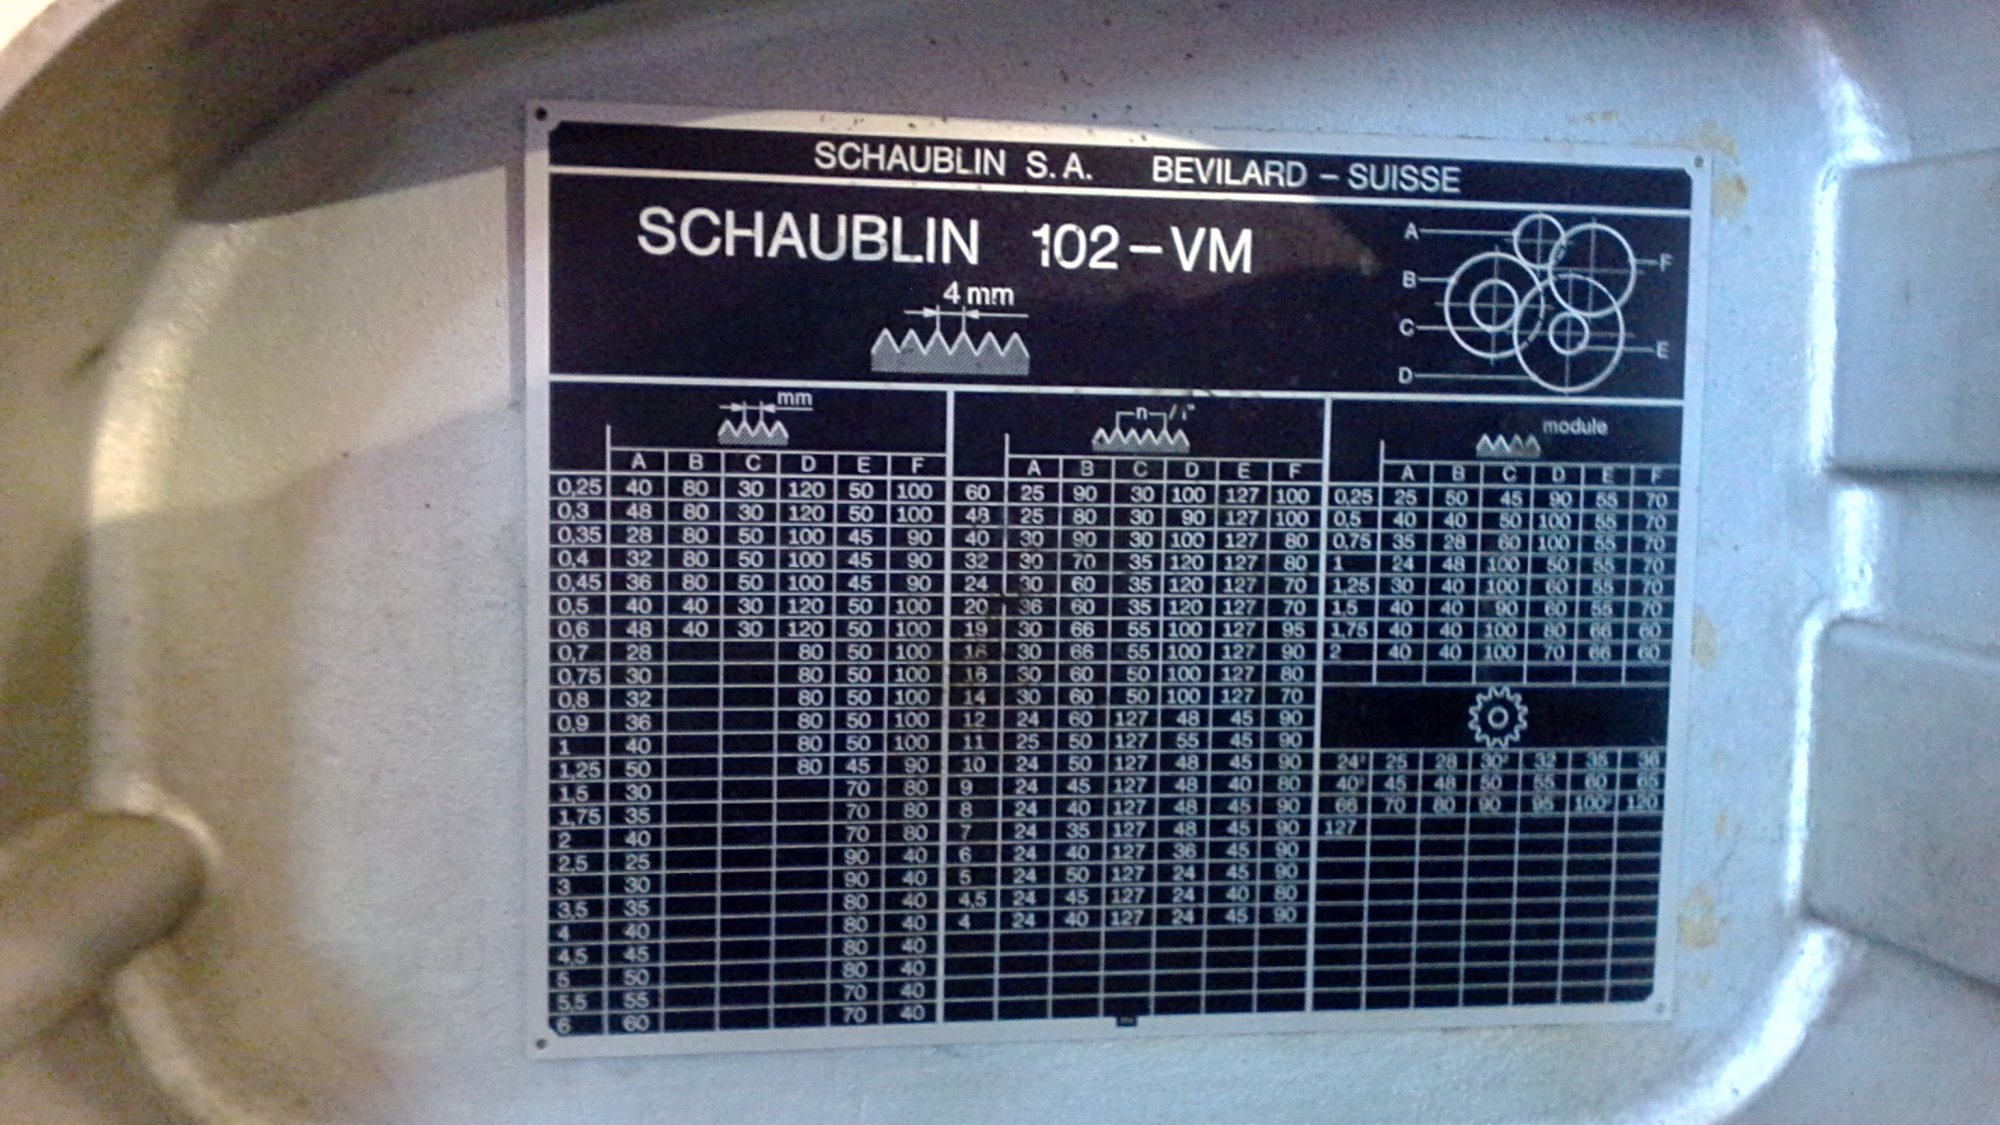 SCHAUBLIN S.A. BEVILARD – SUISSE
SCHAUBLIN 102–VM
4 mm
A
B
C
D
F
E
mm
A B C D E F
0,25 40 80 30 120 50 100
0,3 48 80 30 120 50 100
0,35 28 80 50 100 45 90
0,4 32 80 50 100 45 90
0,45 36 80 50 100 45 90
0,5 40 40 30 120 50 100
0,6 48 40 30 120 50 100
0,7 28 80 50 100
0,75 30 80 50 100
0,8 32 80 50 100
0,9 36 80 50 100
1 40 80 50 100
1,25 50 80 45 90
1,5 30 70 80
1,75 35 70 80
2 40 70 80
2,5 25 90 40
3 30 90 40
3,5 35 80 40
4 40 80 40
4,5 45 80 40
5 50 80 40
5,5 55 70 40
6 60 70 40
n/1"
A B C D E F
60 25 90 30 100 127 100
48 25 80 30 90 127 100
40 30 90 30 100 127 80
32 30 70 35 120 127 80
24 30 60 35 120 127 70
20 36 60 35 120 127 70
19 30 66 55 100 127 95
18 30 66 55 100 127 90
16 30 60 50 100 127 80
14 30 60 50 100 127 70
12 24 60 127 48 45 90
11 25 50 127 55 45 90
10 24 50 127 48 45 90
9 24 45 127 48 40 80
8 24 40 127 48 45 90
7 24 35 127 48 45 90
6 24 40 127 36 45 90
5 24 50 127 24 45 90
4,5 24 45 127 24 40 80
4 24 40 127 24 45 90
module
A B C D E F
0,25 25 50 45 90 55 70
0,5 40 40 50 100 55 70
0,75 35 28 60 100 55 70
1 24 48 100 50 55 70
1,25 30 40 100 60 55 70
1,5 40 40 90 60 55 70
1,75 40 40 100 80 66 60
2 40 40 100 70 66 60
24² 25 28 30² 32 35 36
40² 45 48 50 55 60 65
66 70 80 90 95 100² 120
127